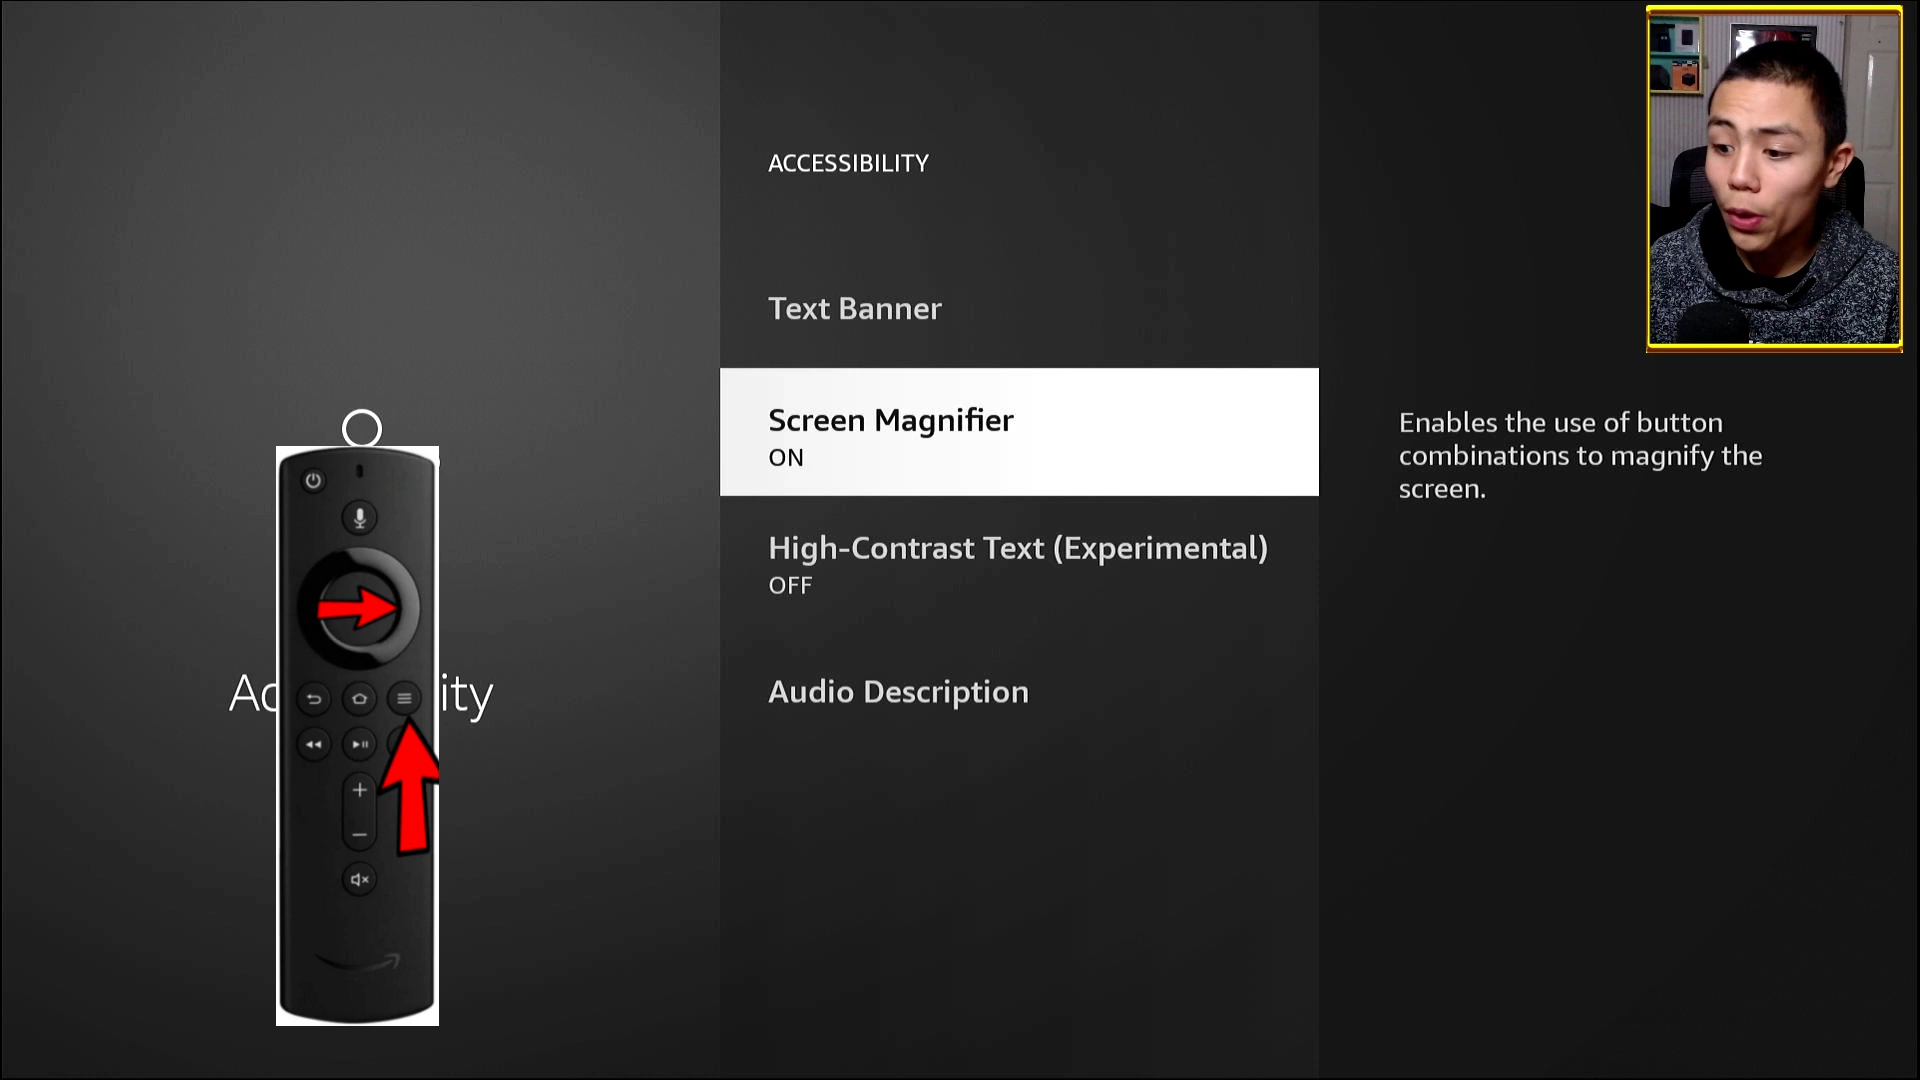 ACCESSIBILITY
Text Banner
Screen Magnifier
ON
High-Contrast Text (Experimental)
OFF
Audio Description
Enables the use of button
combinations to magnify the
screen.
Ac ity